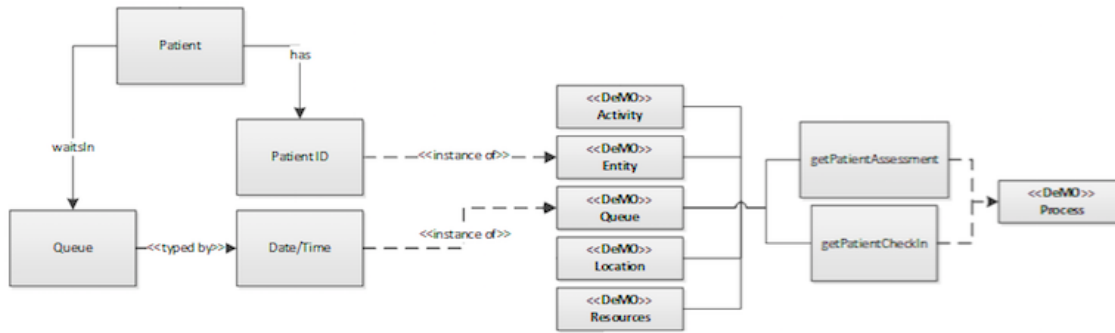 Patient
has
<<DeMO>>
Activity
waitsIn
Patient ID
<<instance of>>
<<DeMO>>
Entity
getPatientAssessment
<<DeMO>>
Process
<<DeMO>>
Queue
Queue
<<typed by>>
Date/Time
<<instance of>>
getPatientCheckIn
<<DeMO>>
Location
<<DeMO>>
Resources